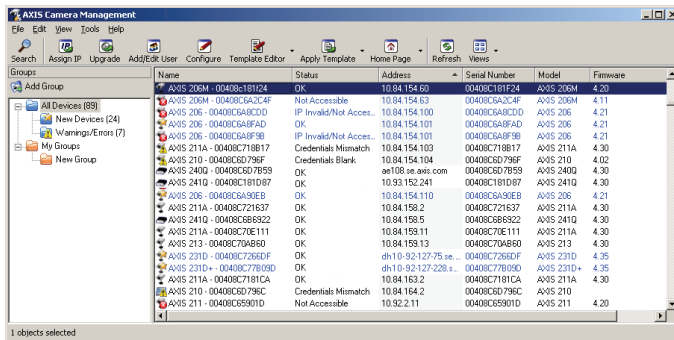 AXIS Camera Management
File Edit View Tools Help
Search Assign IP Upgrade Add/Edit User Configure Template Editor Apply Template Home Page Refresh Views
Groups
Add Group
All Devices (89)
New Devices (24)
Warnings/Errors (7)
My Groups
New Group
Name Status Address Serial Number Model Firmware
AXIS 206M - 00408c181f24 OK 10.84.154.60 00408C181F24 AXIS 206M 4.20
AXIS 206M - 00408C6A2C4F Not Accessible 10.84.154.63 00408C6A2C4F AXIS 206M 4.11
AXIS 206 - 00408C6A8CDD IP Invalid/Not Acces... 10.84.154.100 00408C6A8CDD AXIS 206 4.21
AXIS 206 - 00408C6A8FAD OK 10.84.154.101 00408C6A8FAD AXIS 206 4.21
AXIS 206 - 00408C6A8F9B IP Invalid/Not Acces... 10.84.154.101 00408C6A8F9B AXIS 206 4.21
AXIS 211A - 00408C718B17 Credentials Mismatch 10.84.154.103 00408C718B17 AXIS 211A 4.30
AXIS 210 - 00408C6D796F Credentials Blank 10.84.154.104 00408C6D796F AXIS 210 4.02
AXIS 240Q - 00408C6D7B59 OK ae108.se.axis.com 00408C6D7B59 AXIS 240Q 4.30
AXIS 241Q - 00408C181D87 OK 10.93.152.241 00408C181D87 AXIS 241Q 4.30
AXIS 206 - 00408C6A90EB OK 10.84.154.110 00408C6A90EB AXIS 206 4.21
AXIS 211A - 00408C721637 OK 10.84.158.2 00408C721637 AXIS 211A 4.30
AXIS 241Q - 00408C6B6922 OK 10.84.158.5 00408C6B6922 AXIS 241Q 4.30
AXIS 211A - 00408C70E111 OK 10.84.159.11 00408C70E111 AXIS 211A 4.30
AXIS 213 - 00408C70AB60 OK 10.84.159.13 00408C70AB60 AXIS 213 4.30
AXIS 231D - 00408C7266DF OK dh10-92-127-75.se... 00408C7266DF AXIS 231D 4.35
AXIS 231D+ - 00408C77B09D OK dh10-92-127-228.s... 00408C77B09D AXIS 231D+ 4.35
AXIS 211A - 00408C7181CA OK 10.84.163.2 00408C7181CA AXIS 211A 4.30
AXIS 210 - 00408C6D796C Credentials Mismatch 10.84.164.2 00408C6D796C AXIS 210
AXIS 211 - 00408C65901D Not Accessible 10.92.2.11 00408C65901D AXIS 211 4.20
1 objects selected